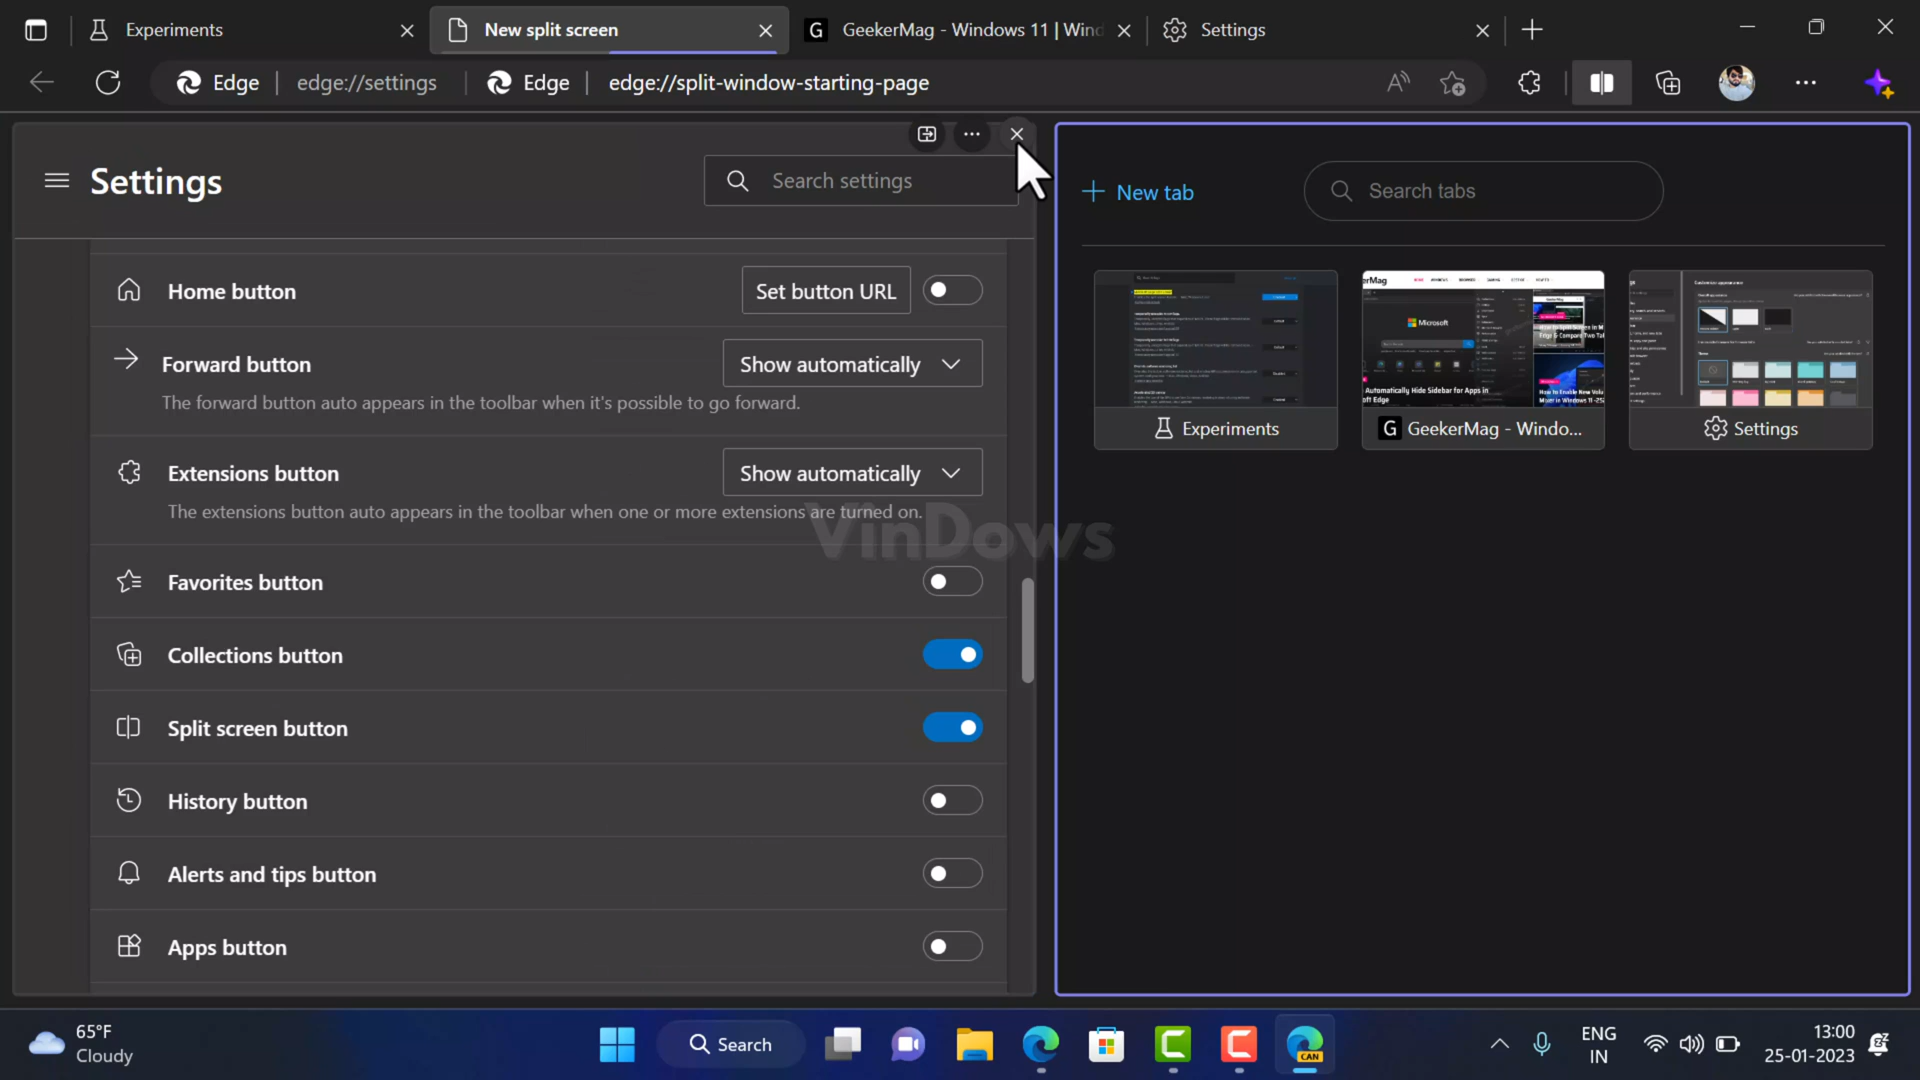 Experiments
New split screen
GeekerMag - Windows 11 | Wind
Settings
Edge
edge://settings
Edge
edge://split-window-starting-page
Settings
Search settings
Home button
Set button URL
Forward button
Show automatically
The forward button auto appears in the toolbar when it's possible to go forward.
Extensions button
Show automatically
The extensions button auto appears in the toolbar when one or more extensions are turned on.
Favorites button
Collections button
Split screen button
History button
Alerts and tips button
Apps button
New tab
Search tabs
Experiments
Microsoft
G GeekerMag - Windo...
Settings
VinDows
65°F
Cloudy
Search
CAN
ENG
IN
13:00
25-01-2023